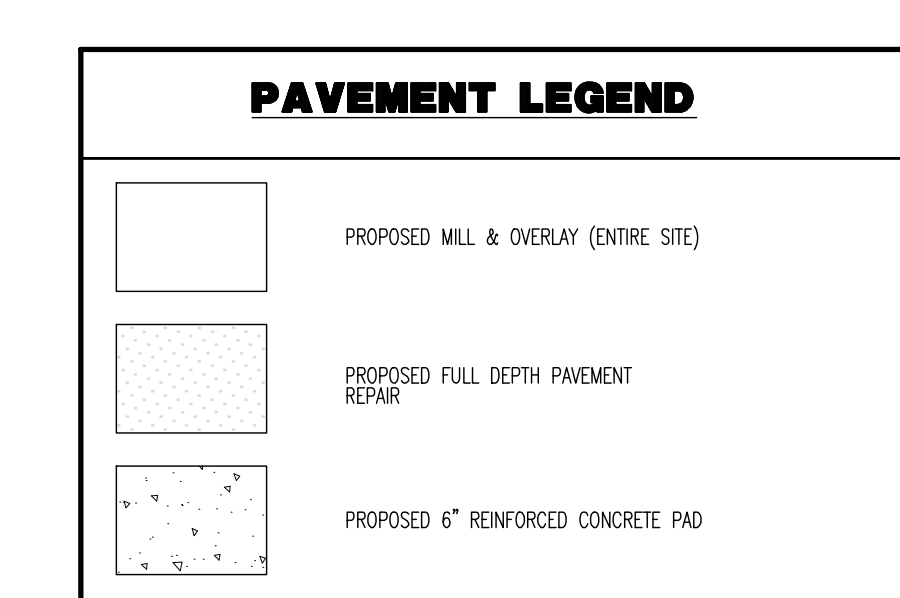 PAVEMENT LEGEND
PROPOSED MILL & OVERLAY (ENTIRE SITE)
PROPOSED FULL DEPTH PAVEMENT
REPAIR
PROPOSED 6” REINFORCED CONCRETE PAD